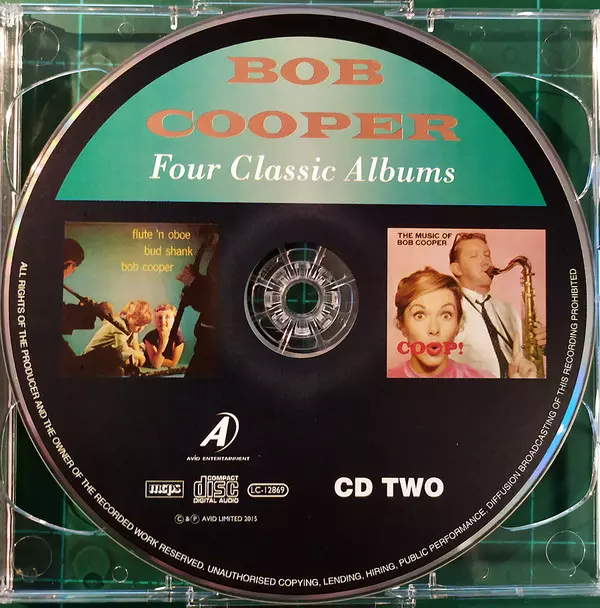 BOB
COOPER
Four Classic Albums
flute 'n oboe
bud shank
bob cooper
THE MUSIC OF
BOB COOPER
COOP!
A
AVID ENTERTAINMENT
mcps
COMPACT
disc
DIGITAL AUDIO
LC-12869
CD TWO
© & ℗ AVID LIMITED 2015
ALL RIGHTS OF THE PRODUCER AND THE OWNER OF THE RECORDED WORK RESERVED. UNAUTHORISED COPYING, LENDING, HIRING, PUBLIC PERFORMANCE, DIFFUSION BROADCASTING OF THIS RECORDING PROHIBITED